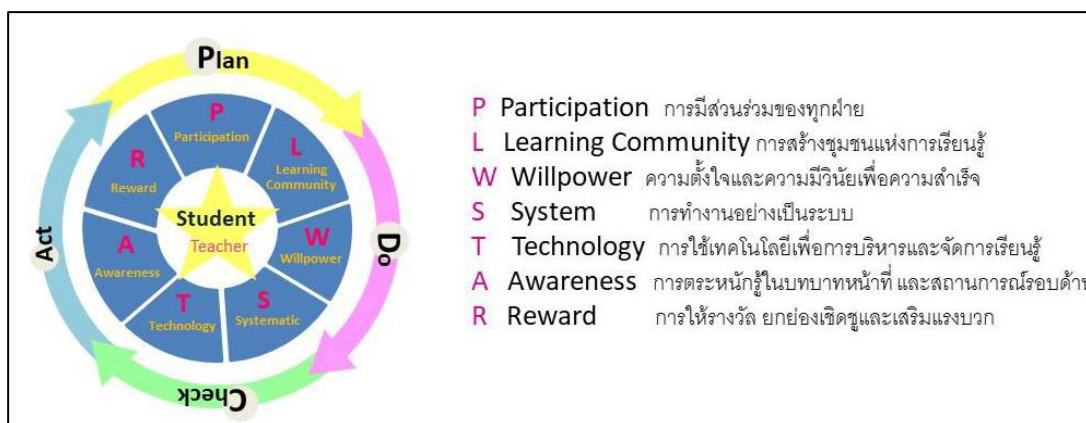 Plan
P
Participation
L
Learning
Community
W
Willpower
S
Systematic
T
Technology
A
Awareness
R
Reward
Student
Teacher
Do
Check
Act
P Participation การมีส่วนร่วมของทุกฝ่าย
L Learning Community การสร้างชุมชนแห่งการเรียนรู้
W Willpower ความตั้งใจและความมีวินัยเพื่อความสำเร็จ
S System การทำงานอย่างเป็นระบบ
T Technology การใช้เทคโนโลยีเพื่อการบริหารและจัดการเรียนรู้
A Awareness การตระหนักรู้ในบทบาทหน้าที่ และสถานการณ์รอบด้าน
R Reward การให้รางวัล ยกย่องเชิดชูและเสริมแรงบวก